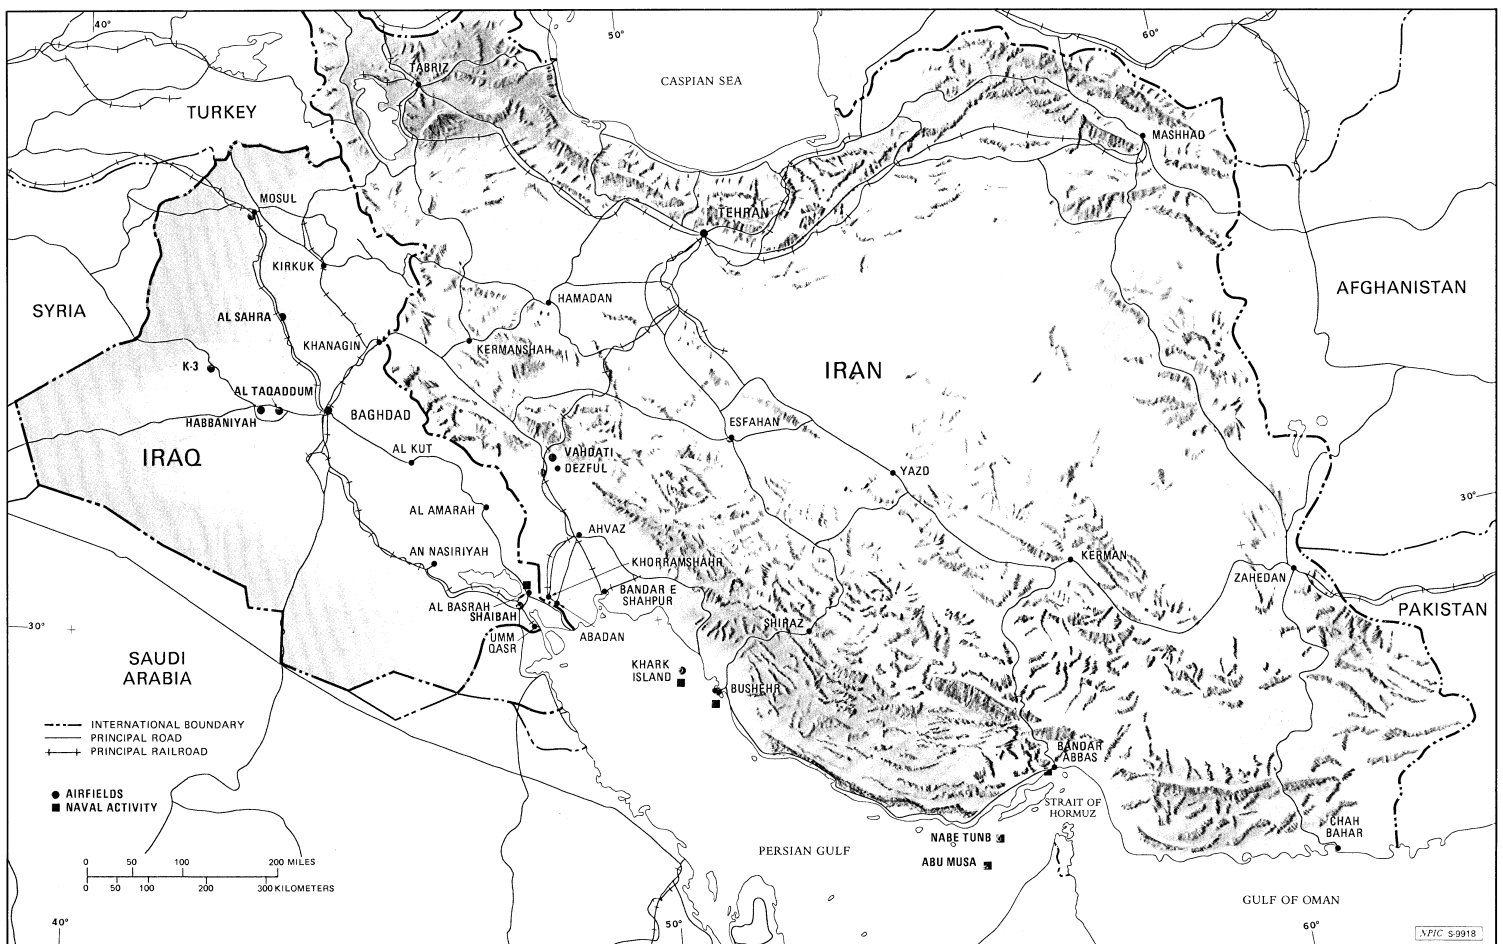 40°
50°
60°
TABRIZ
CASPIAN SEA
TURKEY
MASHHAD
MOSUL
TEHRAN
KIRKUK
HAMADAN
SYRIA
AL SAHRA
AFGHANISTAN
KHANAGIN
KERMANSHAH
K-3
IRAN
AL TAQADDUM
BAGHDAD
HABBANIYAH
ESFAHAN
AL KUT
VAHDATI
IRAQ
DEZFUL
YAZD
30°
AL AMARAH
AHVAZ
AN NASIRIYAH
KERMAN
KHORRAMSHAHR
ZAHEDAN
BANDAR E
SHAHPUR
AL BASRAH
SHAIBAH
PAKISTAN
30°
SHIRAZ
UMM
QASR
ABADAN
SAUDI
ARABIA
KHARK
ISLAND
BUSHEHR
INTERNATIONAL BOUNDARY
PRINCIPAL ROAD
PRINCIPAL RAILROAD
BANDAR
ABBAS
AIRFIELDS
NAVAL ACTIVITY
STRAIT OF
HORMUZ
CHAH
BAHAR
NABE TUNB
PERSIAN GULF
ABU MUSA
0 50 100 200 MILES
0 50 100 200 300 KILOMETERS
GULF OF OMAN
40°
50°
60°
NPIC S-9918